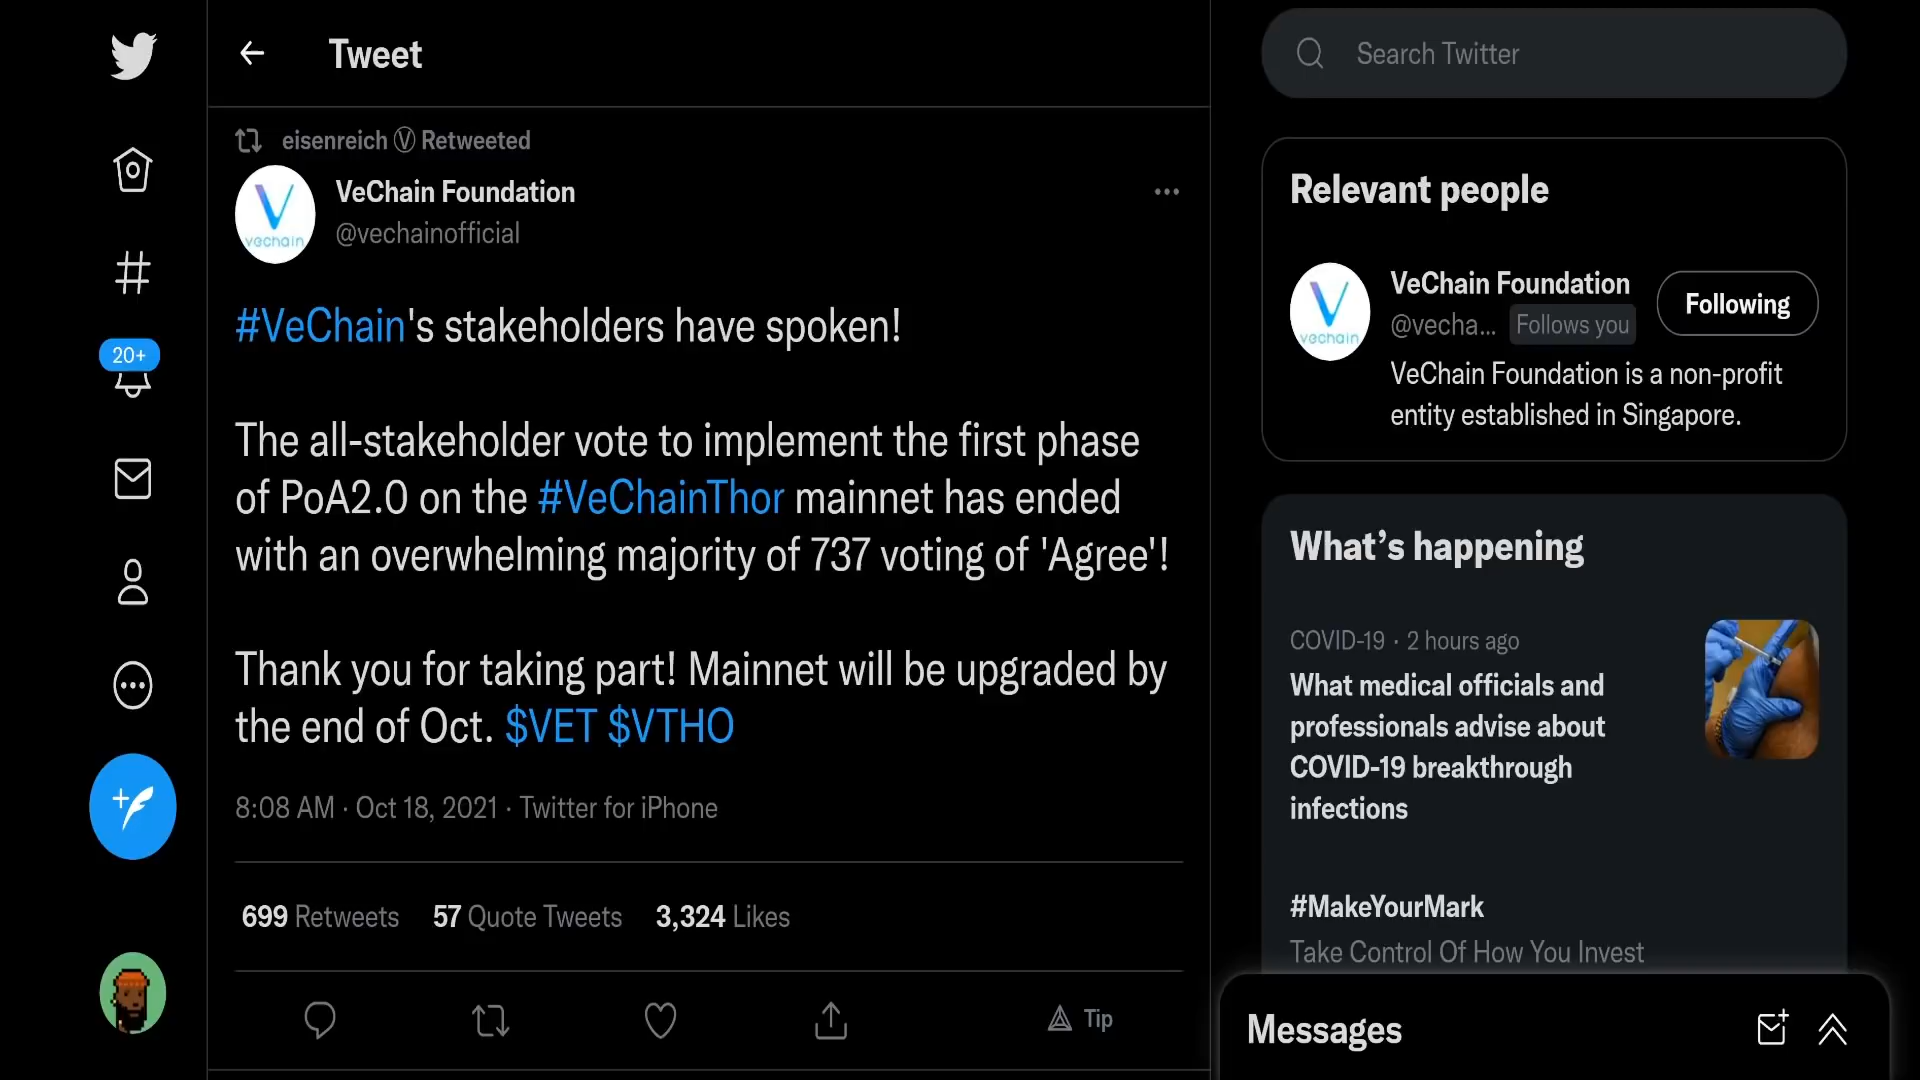 Tweet
eisenreich Ⓥ Retweeted
vechain
VeChain Foundation
@vechainofficial
#VeChain's stakeholders have spoken!
The all-stakeholder vote to implement the first phase
of PoA2.0 on the #VeChainThor mainnet has ended
with an overwhelming majority of 737 voting of 'Agree'!
Thank you for taking part! Mainnet will be upgraded by
the end of Oct. $VET $VTHO
8:08 AM · Oct 18, 2021 · Twitter for iPhone
699 Retweets 57 Quote Tweets 3,324 Likes
Tip
20+
Search Twitter
Relevant people
vechain
VeChain Foundation
@vecha... Follows you
Following
VeChain Foundation is a non-profit
entity established in Singapore.
What's happening
COVID-19 · 2 hours ago
What medical officials and
professionals advise about
COVID-19 breakthrough
infections
#MakeYourMark
Take Control Of How You Invest
Messages